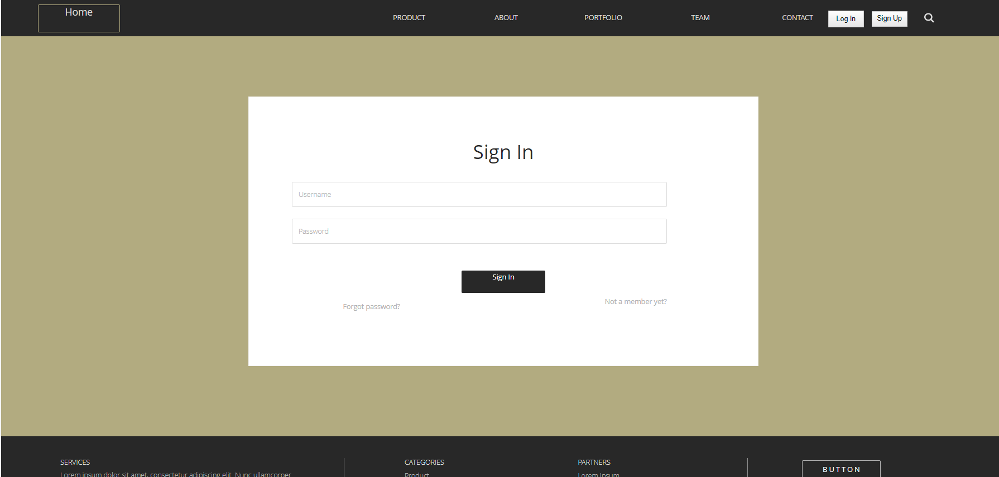 Home
PRODUCT
ABOUT
PORTFOLIO
TEAM
CONTACT
Log In
Sign Up
Sign In
Username
Password
Sign In
Forgot password?
Not a member yet?
SERVICES
CATEGORIES
PARTNERS
BUTTON
Lorem ipsum dolor sit amet, consectetur adipiscing elit. Nunc ullamcorper
Product
Lorem Ipsum